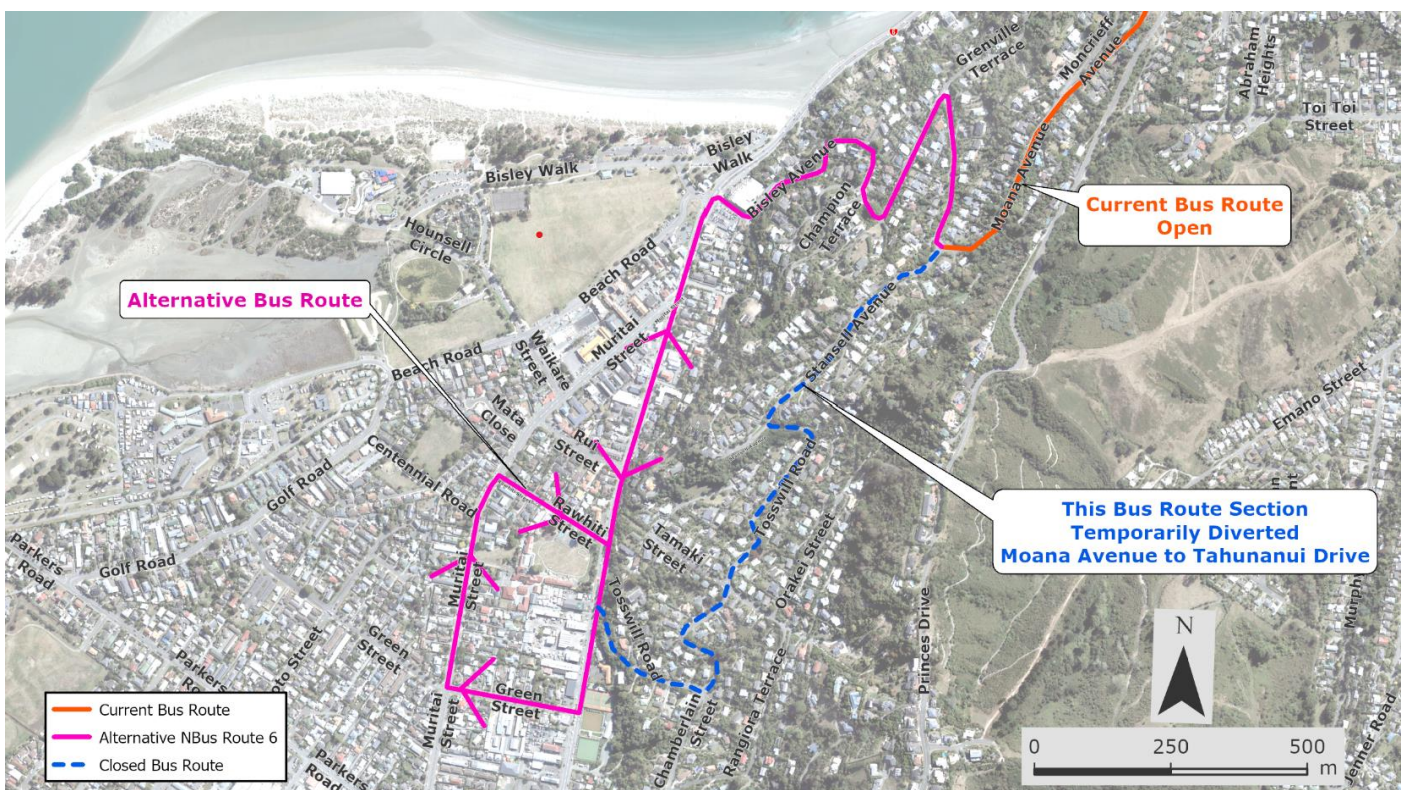 Grenville
Terrace
Moncrieff
Avenue
Abraham
Heights
Toi Toi
Street
Bisley
Walk
Bisley Walk
Bisley Avenue
Moana Avenue
Current Bus Route
Open
Champion
Terrace
Hounsell
Circle
Beach Road
Alternative Bus Route
Muritai
Street
Stansell Avenue
Waikare
Street
Beach Road
Emano Street
Mata
Close
Rui
Street
Centennial Road
Golf Road
Rawhiti
Street
Tosswill Road
This Bus Route Section
Temporarily Diverted
Moana Avenue to Tahunanui Drive
Parkers
Road
Golf Road
Muritai
Street
Tamaki
Street
Orakei Street
Tosswill Road
Green
Street
Princes Drive
Murph
Parkers
Ro
oto Street
Green
Street
Muritai
Street
Chamberlain
Street
Rangiora Terrace
Parkers
Road
Jenner Road
N
Current Bus Route
Alternative NBus Route 6
Closed Bus Route
0 250 500
m